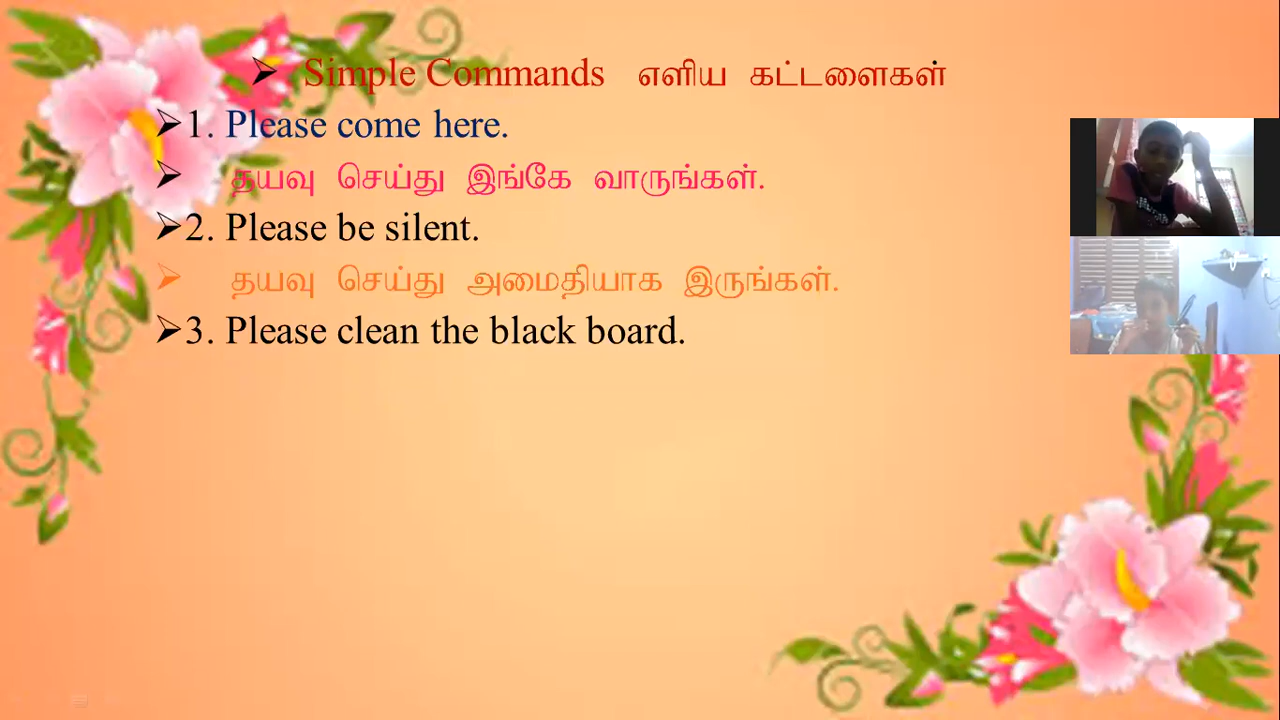 ➢ Simple Commands எளிய கட்டளைகள்
➢1. Please come here.
➢ தயவு செய்து இங்கே வாருங்கள்.
➢2. Please be silent.
➢ தயவு செய்து அமைதியாக இருங்கள்.
➢3. Please clean the black board.